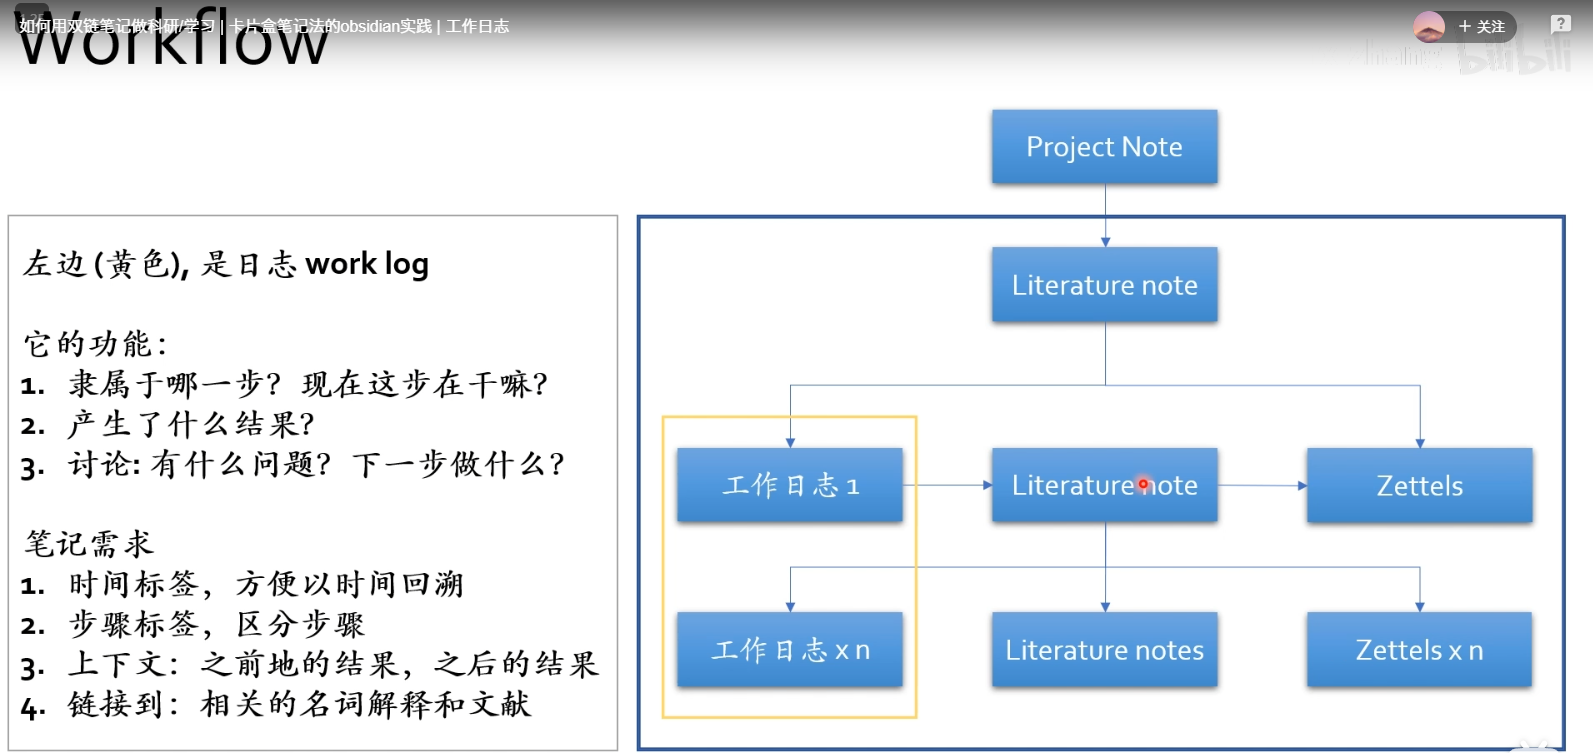 如何用双链笔记做科研/学习 | 卡片盒笔记法的obsidian实践 | 工作日志
+ 关注
?
Workflow
bilibili
Project Note
左边(黄色), 是日志 work log
它的功能：
1. 隶属于哪一步？现在这步在干嘛？
2. 产生了什么结果？
3. 讨论: 有什么问题？下一步做什么？
笔记需求
1. 时间标签，方便以时间回溯
2. 步骤标签，区分步骤
3. 上下文：之前地的结果，之后的结果
4. 链接到：相关的名词解释和文献
Literature note
工作日志 1
Literature note
Zettels
工作日志 x n
Literature notes
Zettels x n